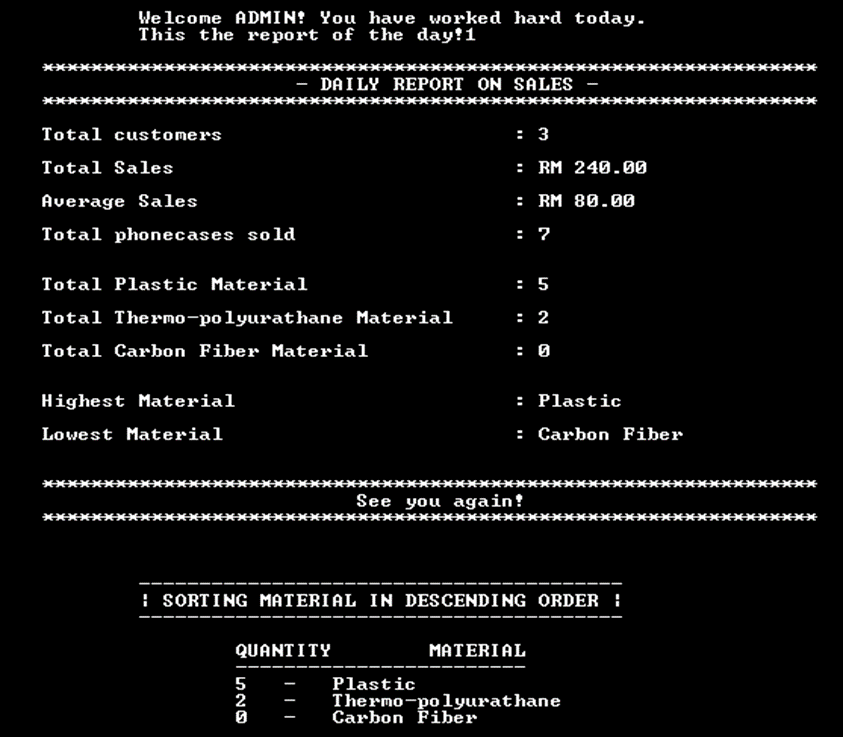 Welcome ADMIN! You have worked hard today.
This the report of the day!1
****************************************************************
- DAILY REPORT ON SALES -
****************************************************************
Total customers : 3
Total Sales : RM 240.00
Average Sales : RM 80.00
Total phonecases sold : 7
Total Plastic Material : 5
Total Thermo-polyurathane Material : 2
Total Carbon Fiber Material : 0
Highest Material : Plastic
Lowest Material : Carbon Fiber
****************************************************************
See you again!
****************************************************************
----------------------------------------
| SORTING MATERIAL IN DESCENDING ORDER |
----------------------------------------
QUANTITY MATERIAL
------------------------
5 - Plastic
2 - Thermo-polyurathane
0 - Carbon Fiber